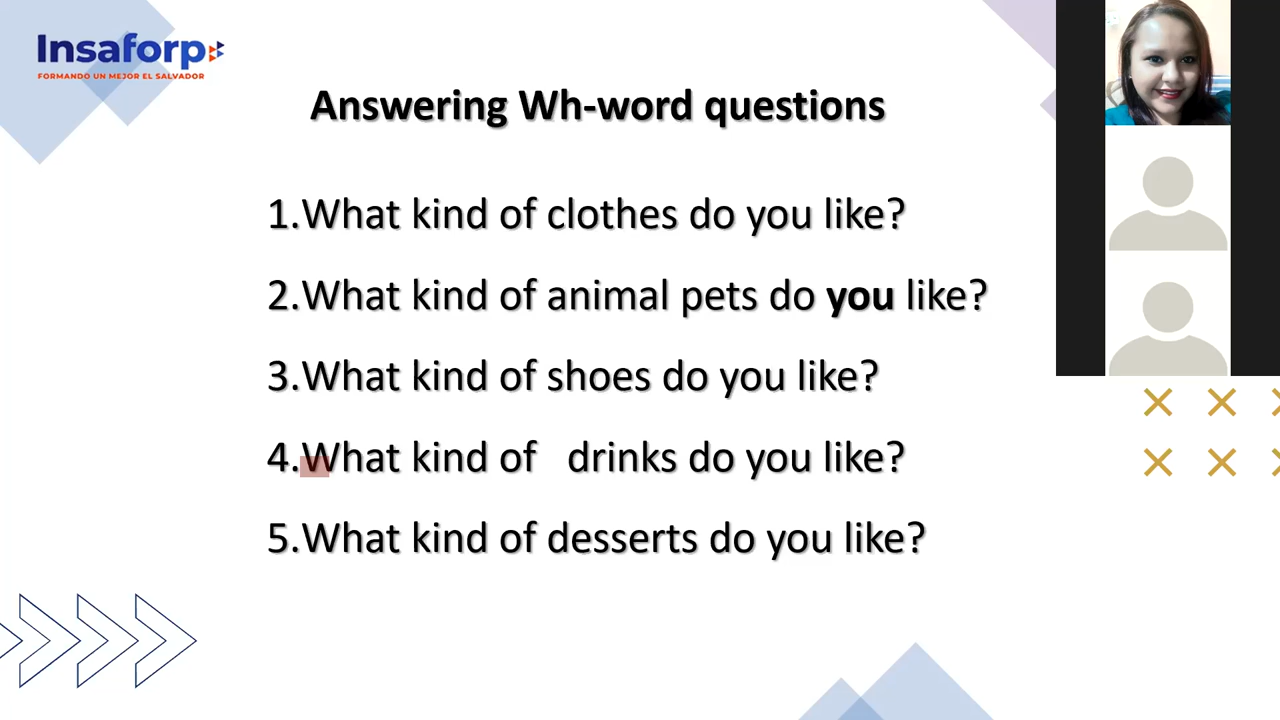 Insaforp
FORMANDO UN MEJOR EL SALVADOR
Answering Wh-word questions
1.What kind of clothes do you like?
2.What kind of animal pets do you like?
3.What kind of shoes do you like?
4.What kind of drinks do you like?
5.What kind of desserts do you like?